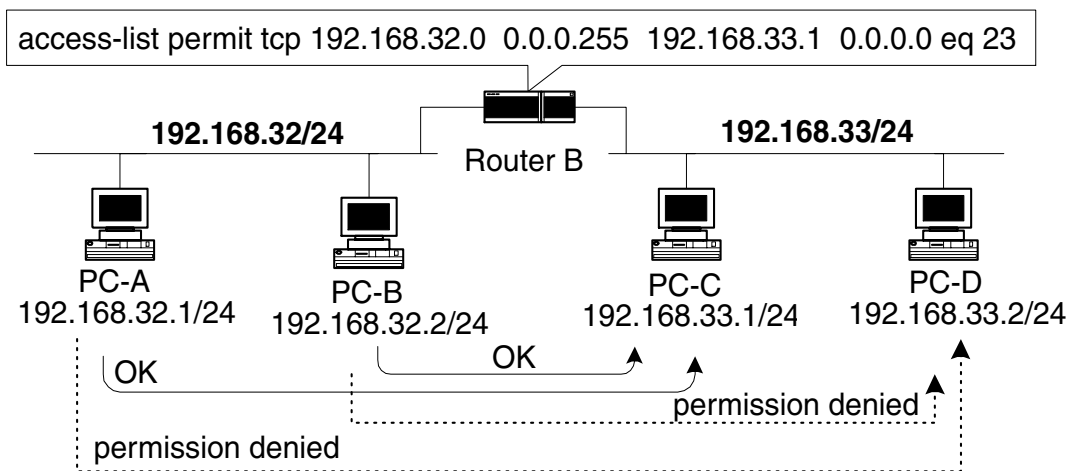 access-list permit tcp 192.168.32.0 0.0.0.255 192.168.33.1 0.0.0.0 eq 23
192.168.32/24
192.168.33/24
Router B
PC-A
192.168.32.1/24
PC-B
192.168.32.2/24
PC-C
192.168.33.1/24
PC-D
192.168.33.2/24
OK
OK
permission denied
permission denied